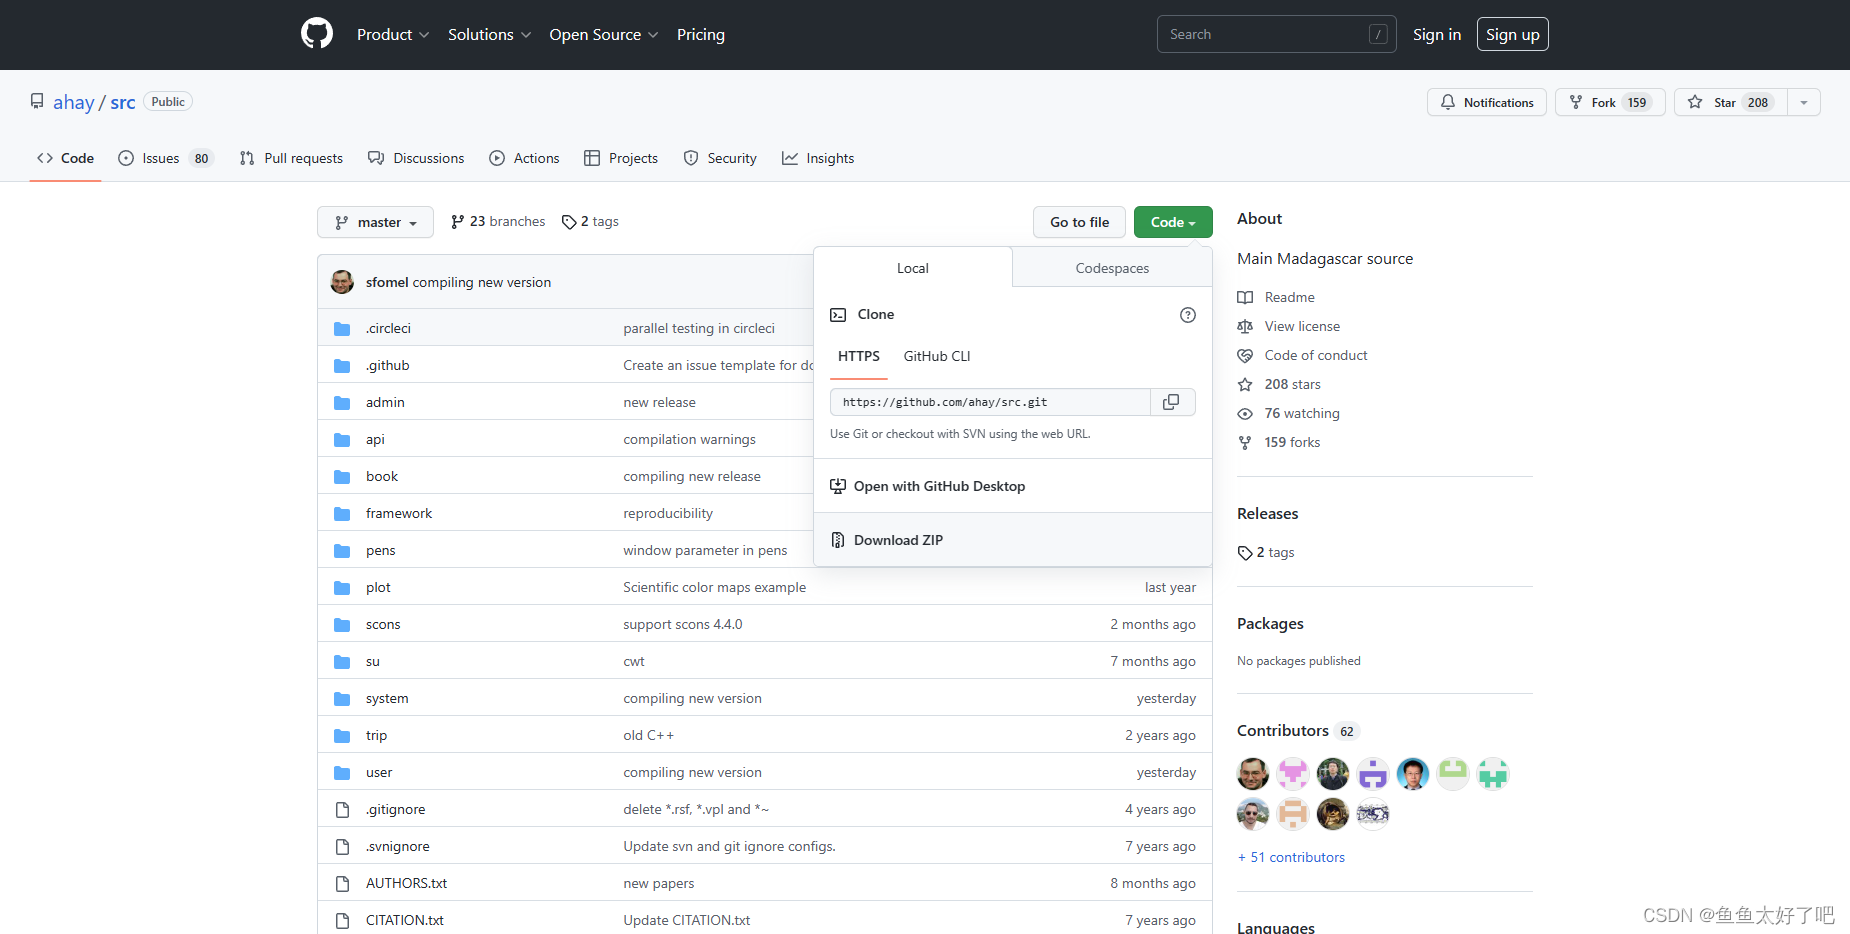 Product Solutions Open Source Pricing Search / Sign in Sign up
ahay / src Public Notifications Fork 159 Star 208
Code Issues 80 Pull requests Discussions Actions Projects Security Insights
master 23 branches 2 tags Go to file Code
sfomel compiling new version
.circleci parallel testing in circleci
.github Create an issue template for do
admin new release
api compilation warnings
book compiling new release
framework reproducibility
pens window parameter in pens
plot Scientific color maps example last year
scons support scons 4.4.0 2 months ago
su cwt 7 months ago
system compiling new version yesterday
trip old C++ 2 years ago
user compiling new version yesterday
.gitignore delete *.rsf, *.vpl and *~ 4 years ago
.svnignore Update svn and git ignore configs. 7 years ago
AUTHORS.txt new papers 8 months ago
CITATION.txt Update CITATION.txt 7 years ago
Local Codespaces
Clone
HTTPS GitHub CLI
https://github.com/ahay/src.git
Use Git or checkout with SVN using the web URL.
Open with GitHub Desktop
Download ZIP
About
Main Madagascar source
Readme
View license
Code of conduct
208 stars
76 watching
159 forks
Releases
2 tags
Packages
No packages published
Contributors 62
+ 51 contributors
Languages
CSDN @鱼鱼太好了吧